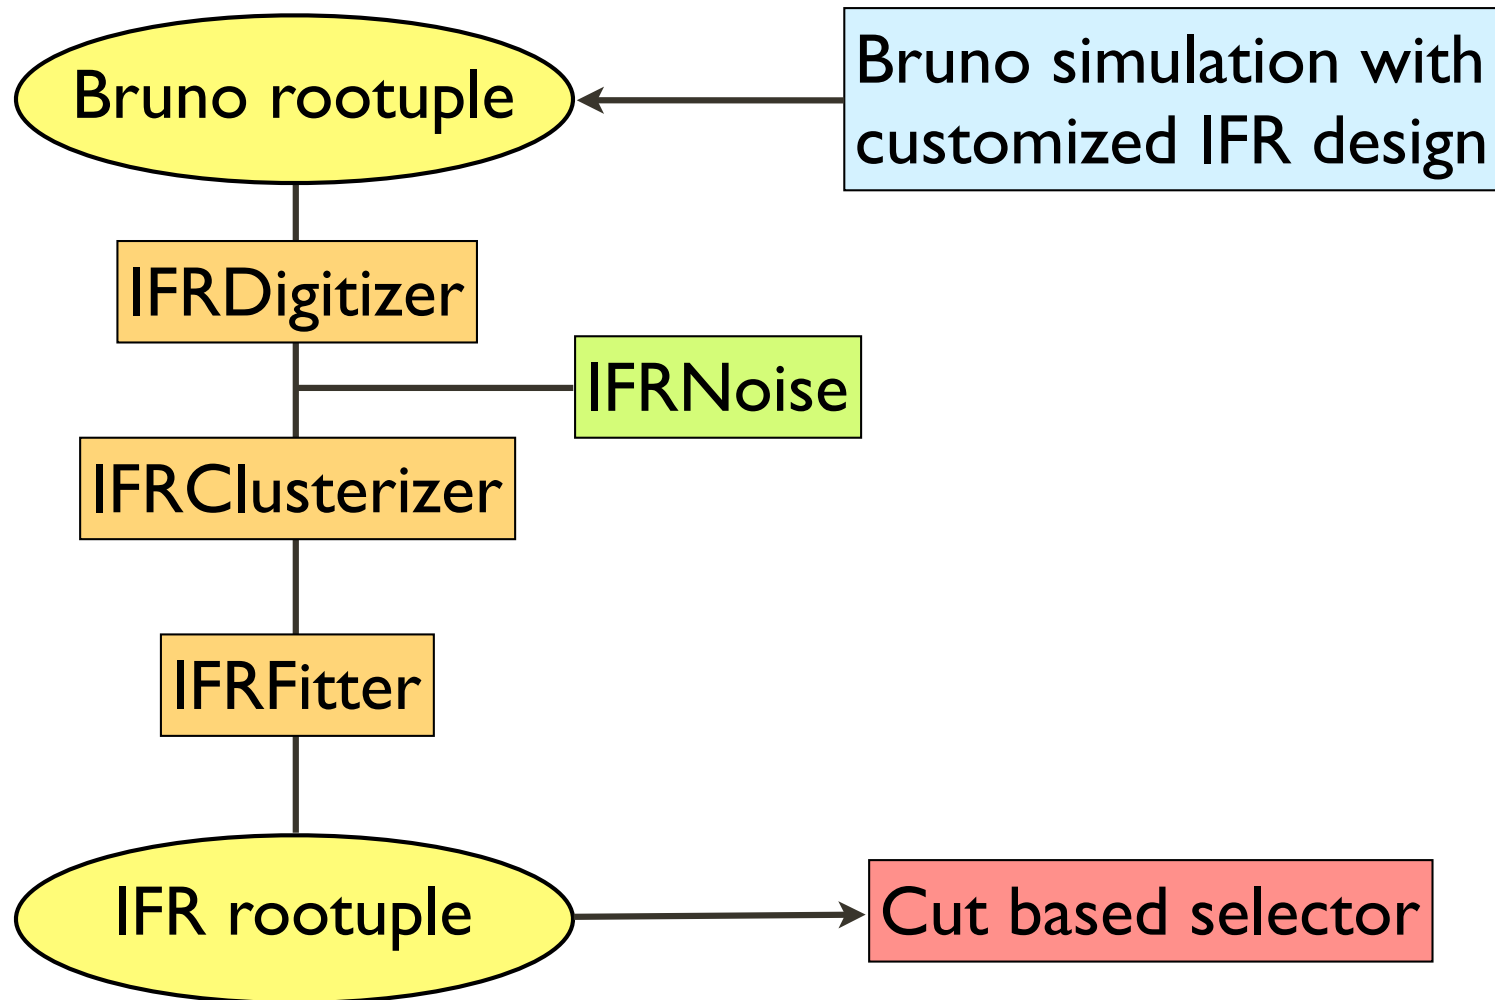 Bruno rootuple
Bruno simulation with
customized IFR design
IFRDigitizer
IFRNoise
IFRClusterizer
IFRFitter
IFR rootuple
Cut based selector